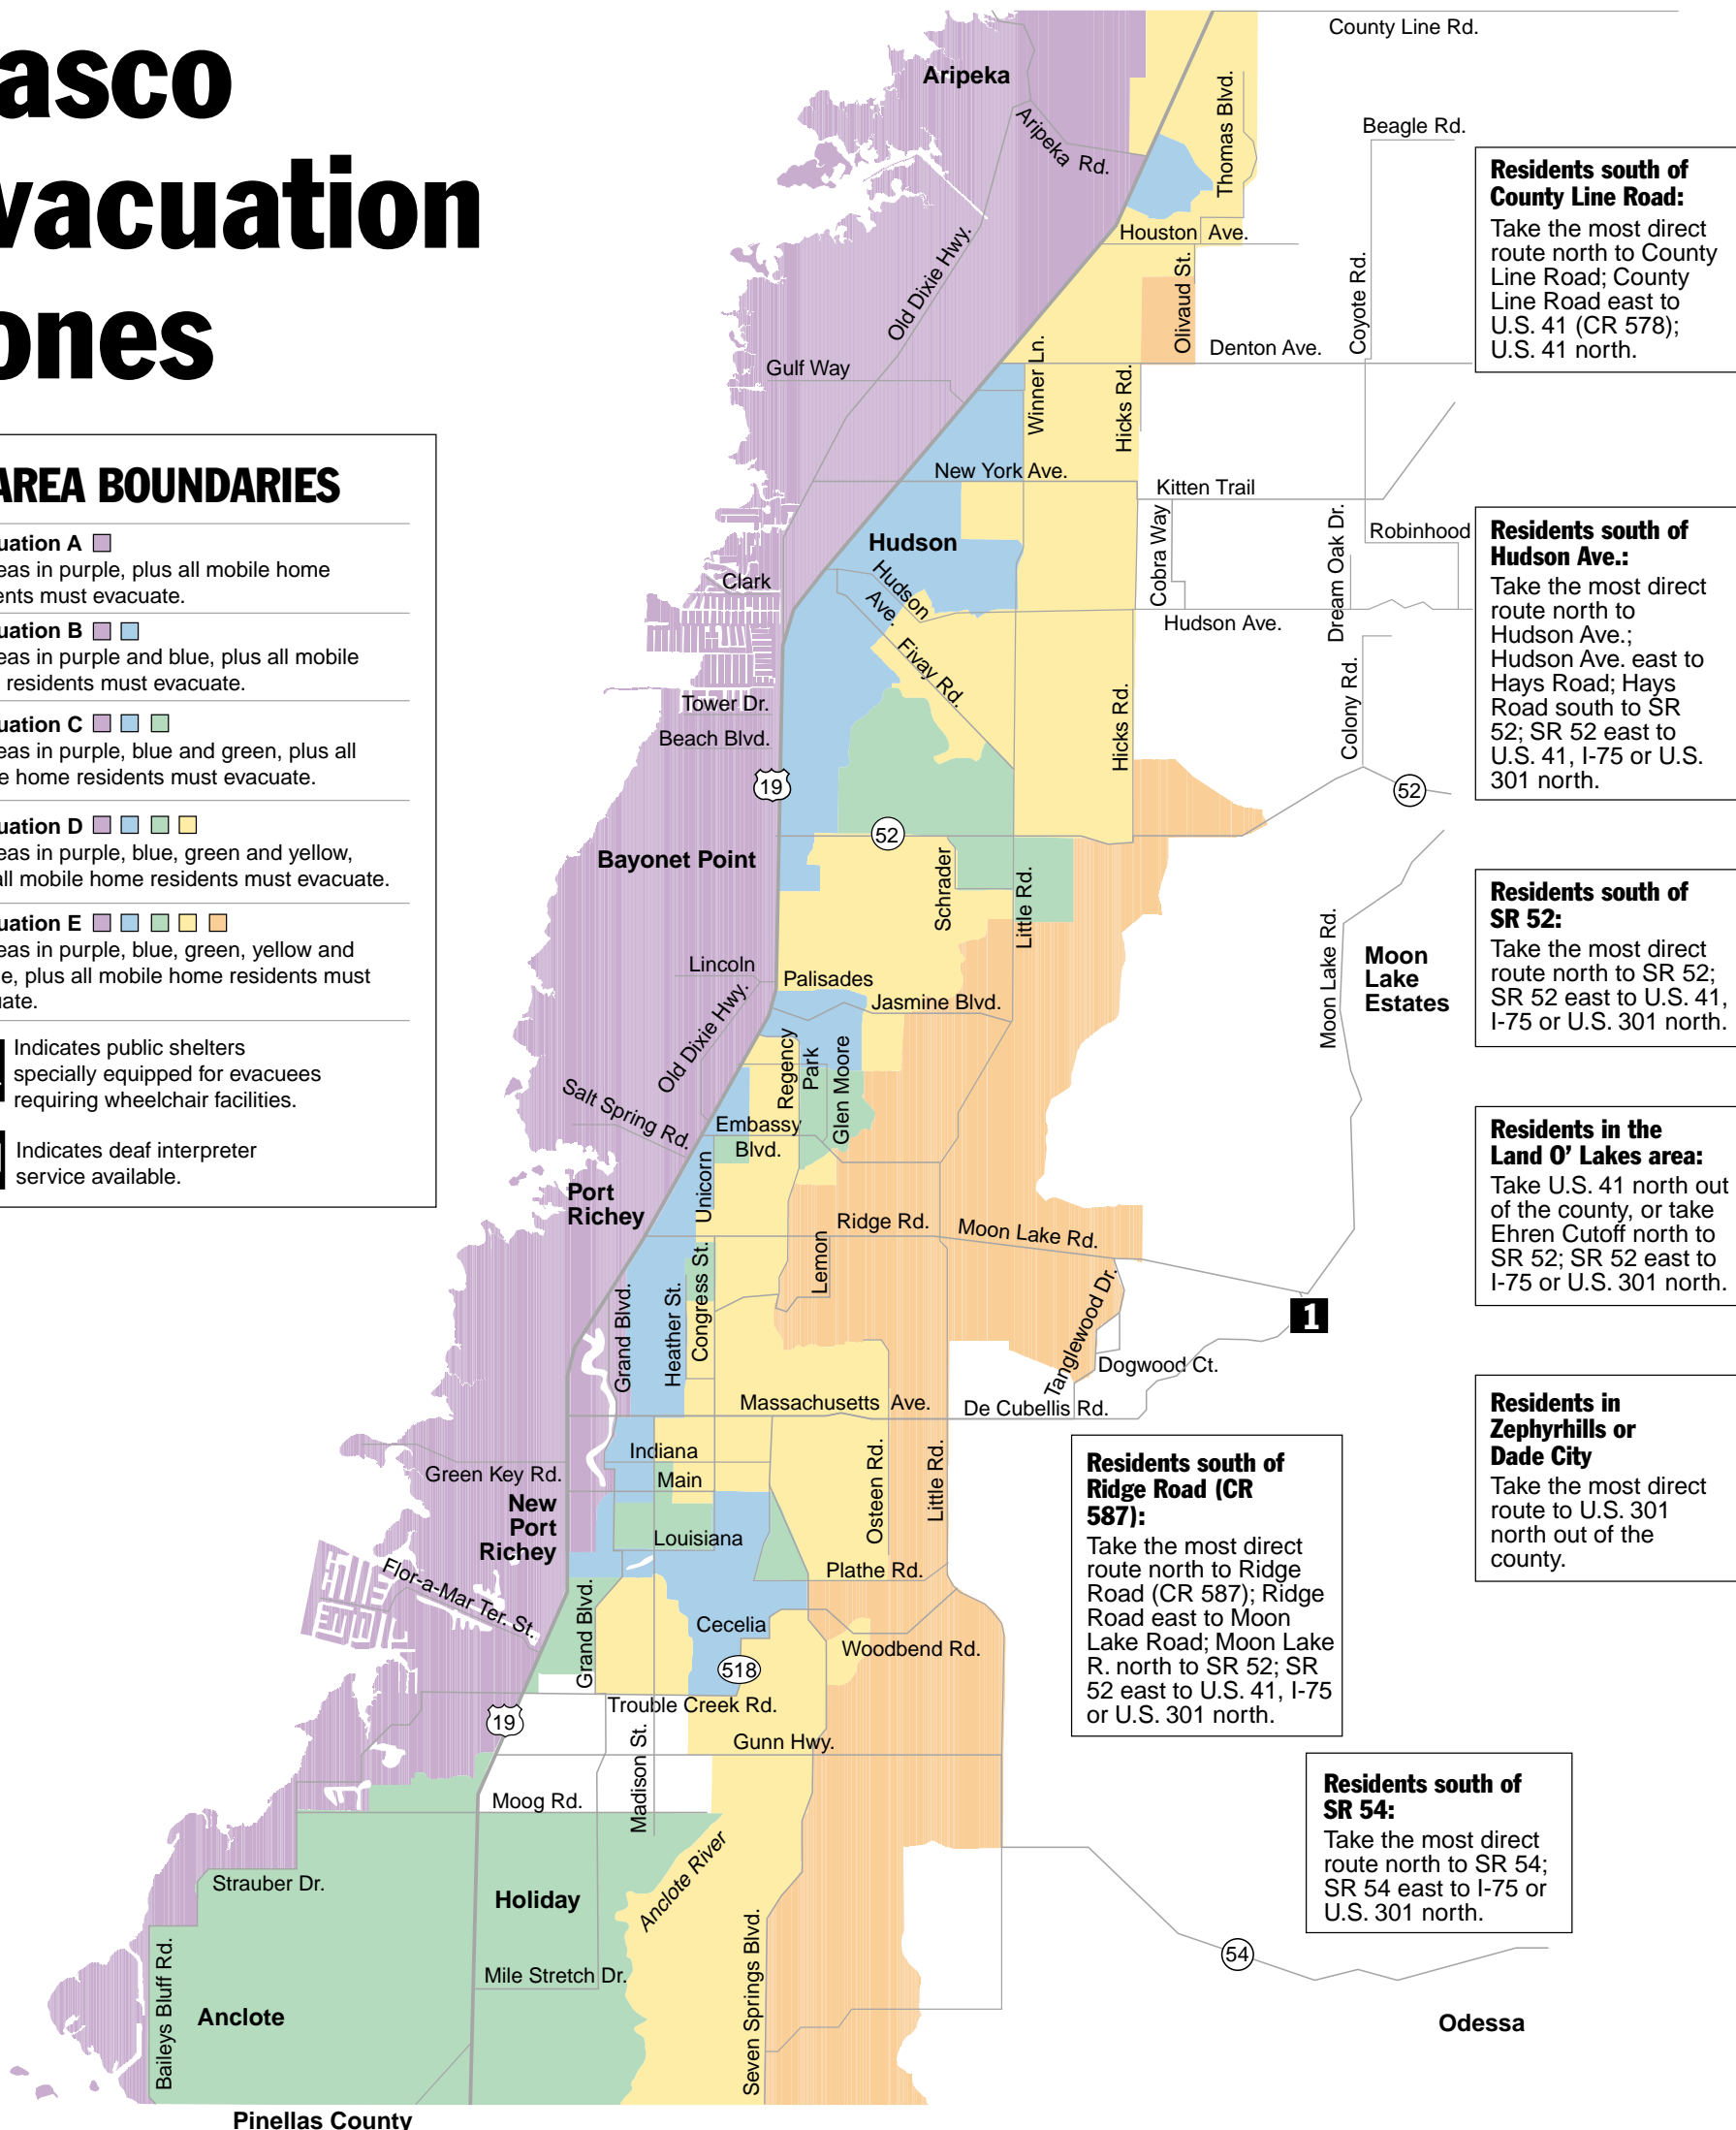 asco
vacuation
ones
AREA BOUNDARIES
uation A
eas in purple, plus all mobile home
ents must evacuate.
uation B
eas in purple and blue, plus all mobile
residents must evacuate.
uation C
eas in purple, blue and green, plus all
e home residents must evacuate.
uation D
eas in purple, blue, green and yellow,
all mobile home residents must evacuate.
uation E
eas in purple, blue, green, yellow and
e, plus all mobile home residents must
uate.
Indicates public shelters
specially equipped for evacuees
requiring wheelchair facilities.
Indicates deaf interpreter
service available.
County Line Rd.
Aripeka
Thomas Blvd.
Beagle Rd.
Aripeka Rd.
Houston Ave.
Old Dixie Hwy.
Olivaud St.
Coyote Rd.
Denton Ave.
Gulf Way
Winner Ln.
Hicks Rd.
New York Ave.
Kitten Trail
Cobra Way
Dream Oak Dr.
Robinhood
Hudson
Hudson
Ave.
Clark
Hudson Ave.
Fivay Rd.
Tower Dr.
Beach Blvd.
Hicks Rd.
Colony Rd.
19
52
52
Bayonet Point
Schrader
Little Rd.
Moon Lake Rd.
Moon
Lake
Estates
Lincoln
Palisades
Jasmine Blvd.
Old Dixie Hwy.
Regency
Park
Glen Moore
Salt Spring Rd.
Embassy
Blvd.
Unicorn
Port
Richey
Ridge Rd.
Moon Lake Rd.
Lemon
Congress St.
Heather St.
Grand Blvd.
Tanglewood Dr.
1
Dogwood Ct.
Massachusetts Ave.
De Cubellis Rd.
Indiana
Main
Green Key Rd.
New
Port
Richey
Osteen Rd.
Little Rd.
Louisiana
Plathe Rd.
Flor-a-Mar Ter. St.
Grand Blvd.
Cecelia
Woodbend Rd.
518
Trouble Creek Rd.
19
Gunn Hwy.
Madison St.
Moog Rd.
Anclote River
Strauber Dr.
Holiday
Seven Springs Blvd.
54
Baileys Bluff Rd.
Mile Stretch Dr.
Anclote
Odessa
Pinellas County
Residents south of
County Line Road:
Take the most direct
route north to County
Line Road; County
Line Road east to
U.S. 41 (CR 578);
U.S. 41 north.
Residents south of
Hudson Ave.:
Take the most direct
route north to
Hudson Ave.;
Hudson Ave. east to
Hays Road; Hays
Road south to SR
52; SR 52 east to
U.S. 41, I-75 or U.S.
301 north.
Residents south of
SR 52:
Take the most direct
route north to SR 52;
SR 52 east to U.S. 41,
I-75 or U.S. 301 north.
Residents in the
Land O' Lakes area:
Take U.S. 41 north out
of the county, or take
Ehren Cutoff north to
SR 52; SR 52 east to
I-75 or U.S. 301 north.
Residents in
Zephyrhills or
Dade City
Take the most direct
route to U.S. 301
north out of the
county.
Residents south of
Ridge Road (CR
587):
Take the most direct
route north to Ridge
Road (CR 587); Ridge
Road east to Moon
Lake Road; Moon Lake
R. north to SR 52; SR
52 east to U.S. 41, I-75
or U.S. 301 north.
Residents south of
SR 54:
Take the most direct
route north to SR 54;
SR 54 east to I-75 or
U.S. 301 north.